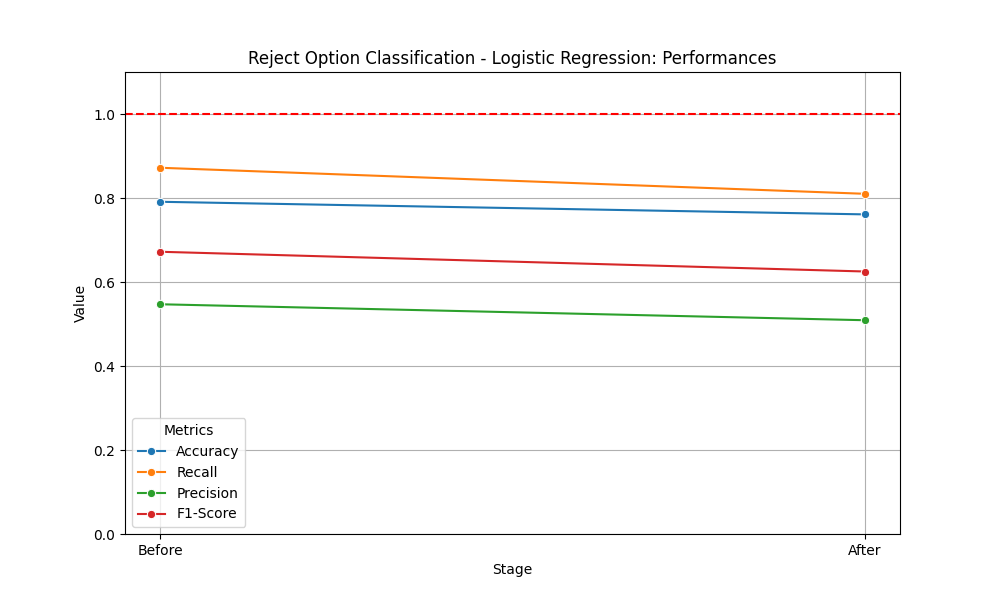 Reject Option Classification - Logistic Regression: Performances
Value
1.0
0.8
0.6
0.4
0.2
0.0
Metrics
Accuracy
Recall
Precision
F1-Score
Before
After
Stage